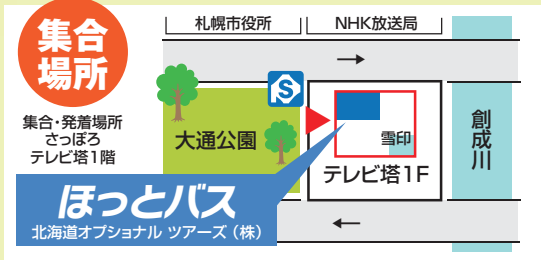 集合
場所
集合・発着場所
さっぽろ
テレビ塔1階
札幌市役所
NHK放送局
S
大通公園
雪印
テレビ塔1F
創成川
ほっとバス
北海道オプショナル ツアーズ（株）